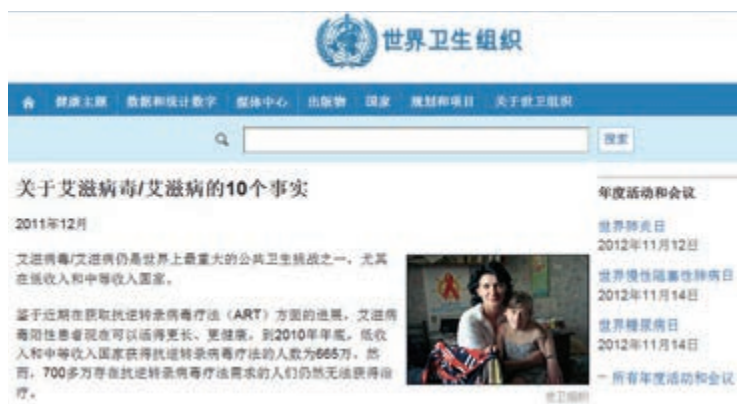 世界卫生组织
健康主题 数据和统计数字 媒体中心 出版物 国家 规划和项目 关于世卫组织
搜索
关于艾滋病毒/艾滋病的10个事实
2011年12月
艾滋病毒/艾滋病仍是世界上最重大的公共卫生挑战之一，尤其
在低收入和中等收入国家。
鉴于近期在获取抗逆转录病毒疗法（ART）方面的进展，艾滋病
毒阳性患者现在可以活得更长、更健康。到2010年年底，低收
入和中等收入国家获得抗逆转录病毒疗法的人数为665万。然
而，700多万存在抗逆转录病毒疗法需求的人们仍然无法获得治
疗。
世卫组织
年度活动和会议
世界肺炎日
2012年11月12日
世界慢性阻塞性肺病日
2012年11月14日
世界糖尿病日
2012年11月14日
− 所有年度活动和会议